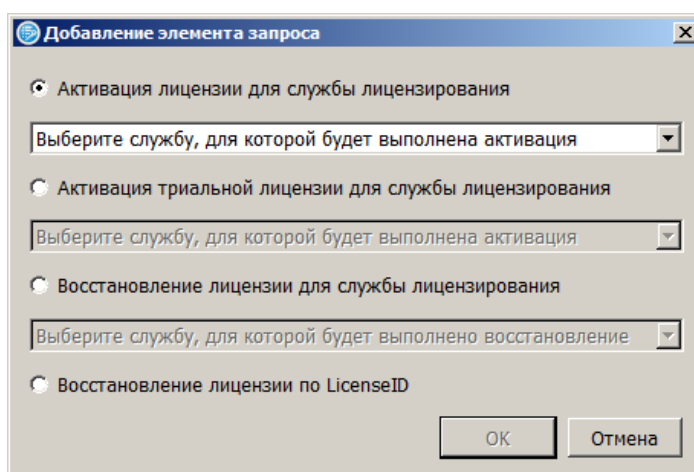 Добавление элемента запроса
Активация лицензии для службы лицензирования
Выберите службу, для которой будет выполнена активация
Активация триальной лицензии для службы лицензирования
Выберите службу, для которой будет выполнена активация
Восстановление лицензии для службы лицензирования
Выберите службу, для которой будет выполнено восстановление
Восстановление лицензии по LicenseID
OK
Отмена